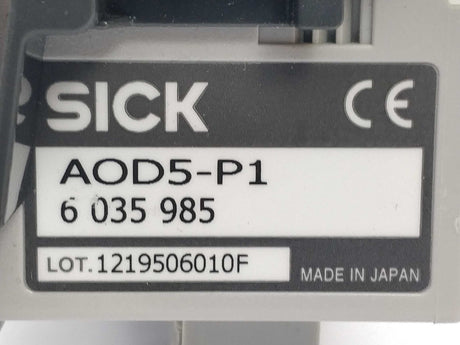 SICK CE
AOD5-P1
6 035 985
LOT. 1219506010F
MADE IN JAPAN